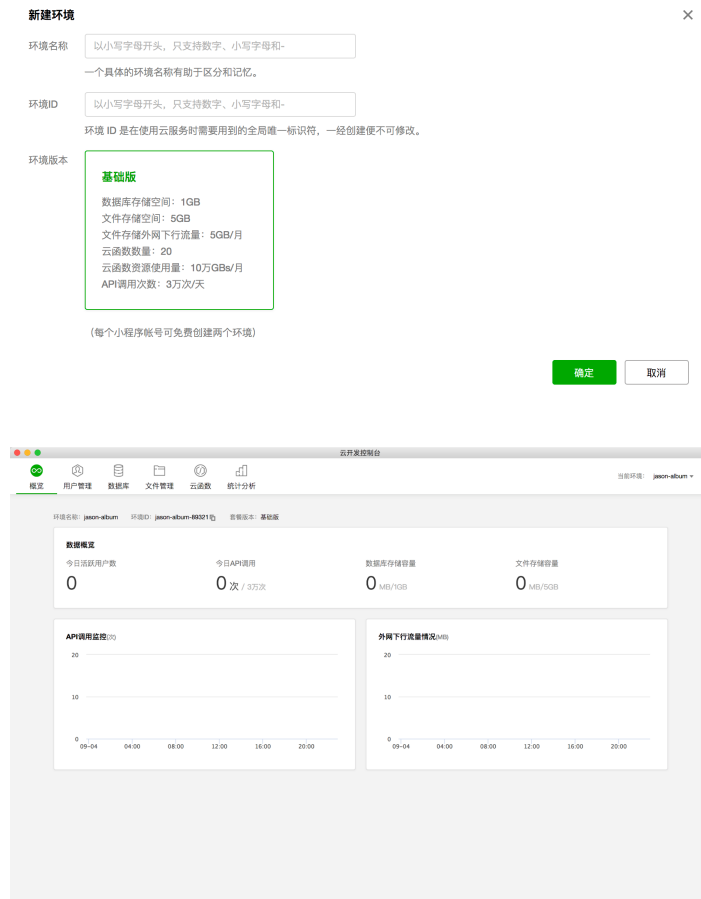 新建环境
环境名称
以小写字母开头，只支持数字、小写字母和-
一个具体的环境名称有助于区分和记忆。
环境ID
以小写字母开头，只支持数字、小写字母和-
环境 ID 是在使用云服务时需要用到的全局唯一标识符，一经创建便不可修改。
环境版本
基础版
数据库存储空间：1GB
文件存储空间：5GB
文件存储外网下行流量：5GB/月
云函数数量：20
云函数资源使用量：10万GBs/月
API调用次数：3万次/天
（每个小程序帐号可免费创建两个环境）
确定 取消
云开发控制台
概览 用户管理 数据库 文件管理 云函数 统计分析
当前环境： jason-album
环境名称： jason-album 环境ID： jason-album-89321 套餐版本： 基础版
数据概览
今日活跃用户数 今日API调用 数据库存储容量 文件存储容量
0 0 次 / 3万次 0 MB/1GB 0 MB/5GB
API调用监控(次)
20
10
0
09-04 04:00 08:00 12:00 16:00 20:00
外网下行流量情况(MB)
20
10
0
09-04 04:00 08:00 12:00 16:00 20:00